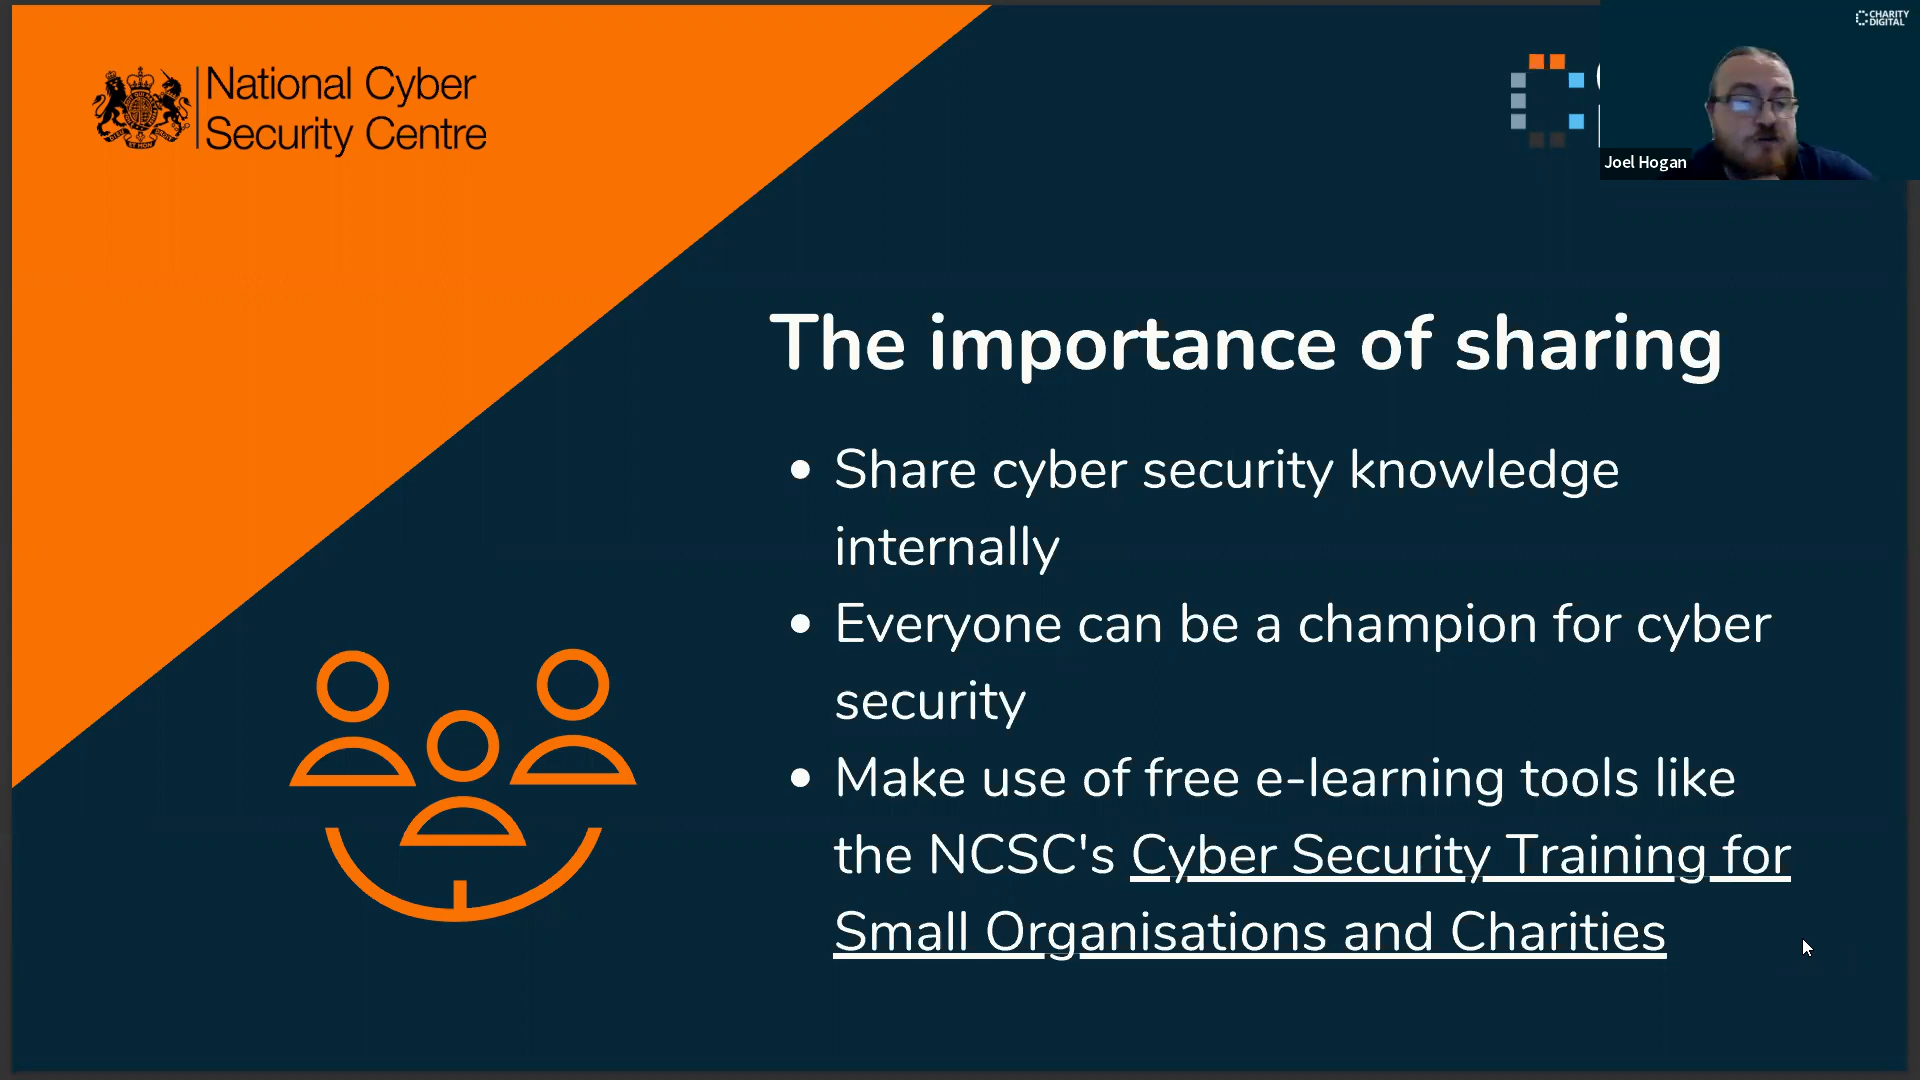 National Cyber
Security Centre
CHARITY
DIGITAL
Joel Hogan
The importance of sharing
• Share cyber security knowledge
internally
• Everyone can be a champion for cyber
security
• Make use of free e-learning tools like
the NCSC's Cyber Security Training for
Small Organisations and Charities